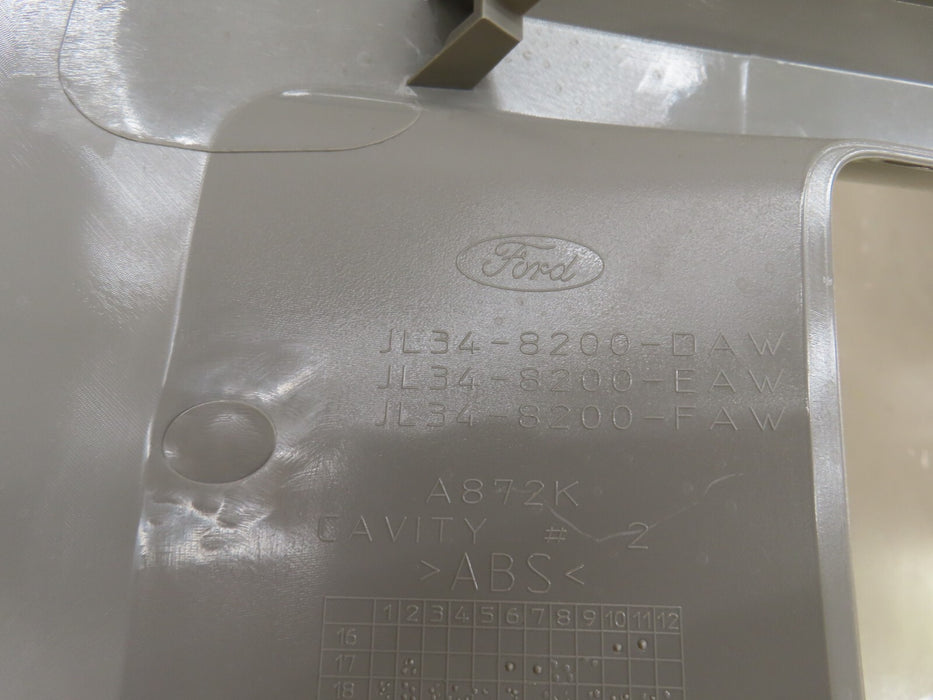 Ford
JL34-8200-DAW
JL34-8200-EAW
JL34-8200-FAW
A872K
CAVITY # 2
>ABS<
1 2 3 4 5 6 7 8 9 10 11 12
16
17
18